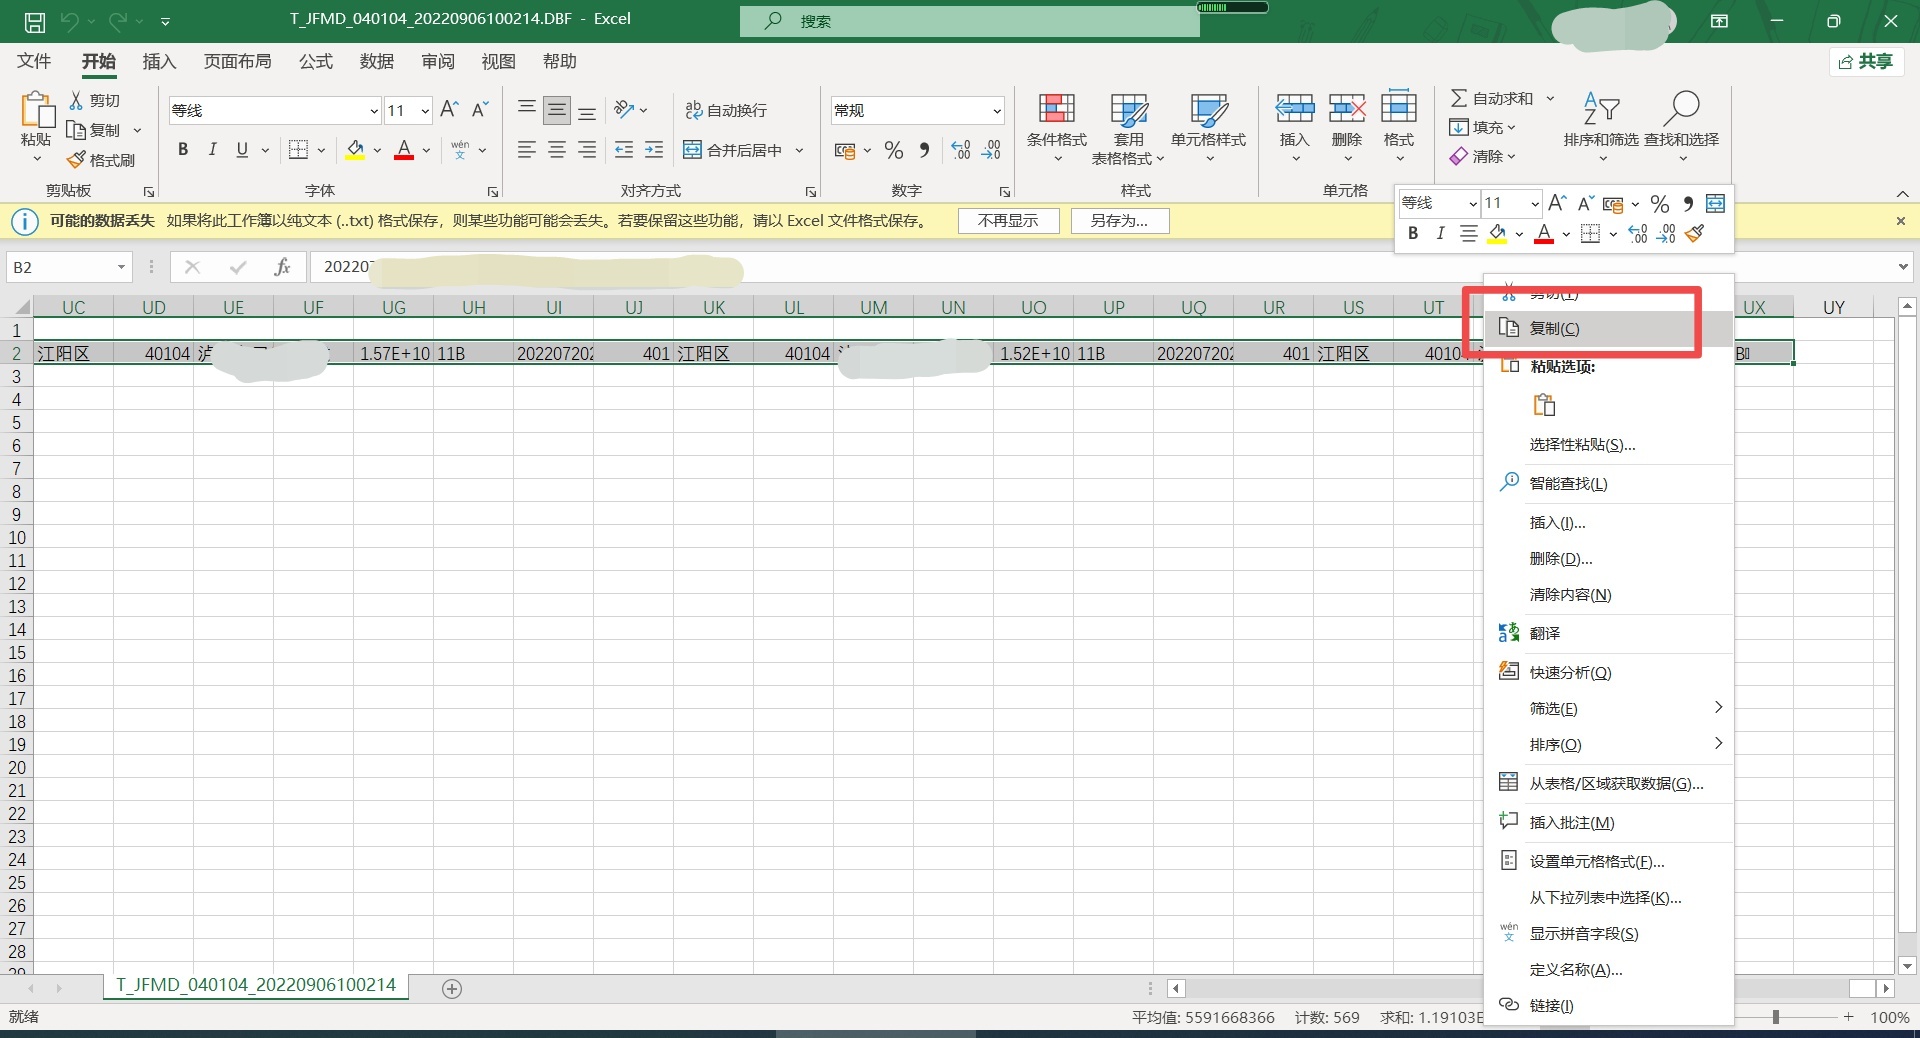 T_JFMD_040104_20220906100214.DBF - Excel
搜索
文件 开始 插入 页面布局 公式 数据 审阅 视图 帮助 共享
粘贴 剪切 复制 格式刷 剪贴板
等线 11 B I U A wén 文 字体
ab 自动换行 合并后居中 对齐方式
常规 % 数字
条件格式 套用 表格格式 单元格样式 样式
插入 删除 格式 单元格
自动求和 填充 清除 排序和筛选 查找和选择
可能的数据丢失 如果将此工作簿以纯文本 (..txt) 格式保存，则某些功能可能会丢失。若要保留这些功能，请以 Excel 文件格式保存。 不再显示 另存为...
等线 11 %
B I A
B2 fx 202207
UC UD UE UF UG UH UI UJ UK UL UM UN UO UP UQ UR US UT UX UY
1
2 江阳区 40104 泸 1.57E+10 11B 202207202 401 江阳区 40104 1.52E+10 11B 202207202 401 江阳区 40104 B
3
4
5
6
7
8
9
10
11
12
13
14
15
16
17
18
19
20
21
22
23
24
25
26
27
28
29
剪切(T)
复制(C)
粘贴选项:
选择性粘贴(S)...
智能查找(L)
插入(I)...
删除(D)...
清除内容(N)
翻译
快速分析(Q)
筛选(E)
排序(O)
从表格/区域获取数据(G)...
插入批注(M)
设置单元格格式(F)...
从下拉列表中选择(K)...
wén 文 显示拼音字段(S)
定义名称(A)...
链接(I)
T_JFMD_040104_20220906100214
就绪 平均值: 5591668366 计数: 569 求和: 1.19103E 100%